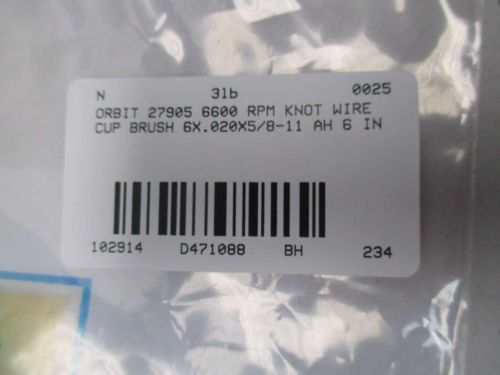 N 31b 0025
ORBIT 27905 6600 RPM KNOT WIRE
CUP BRUSH 6X.020X5/8-11 AH 6 IN
102914 D471088 BH 234